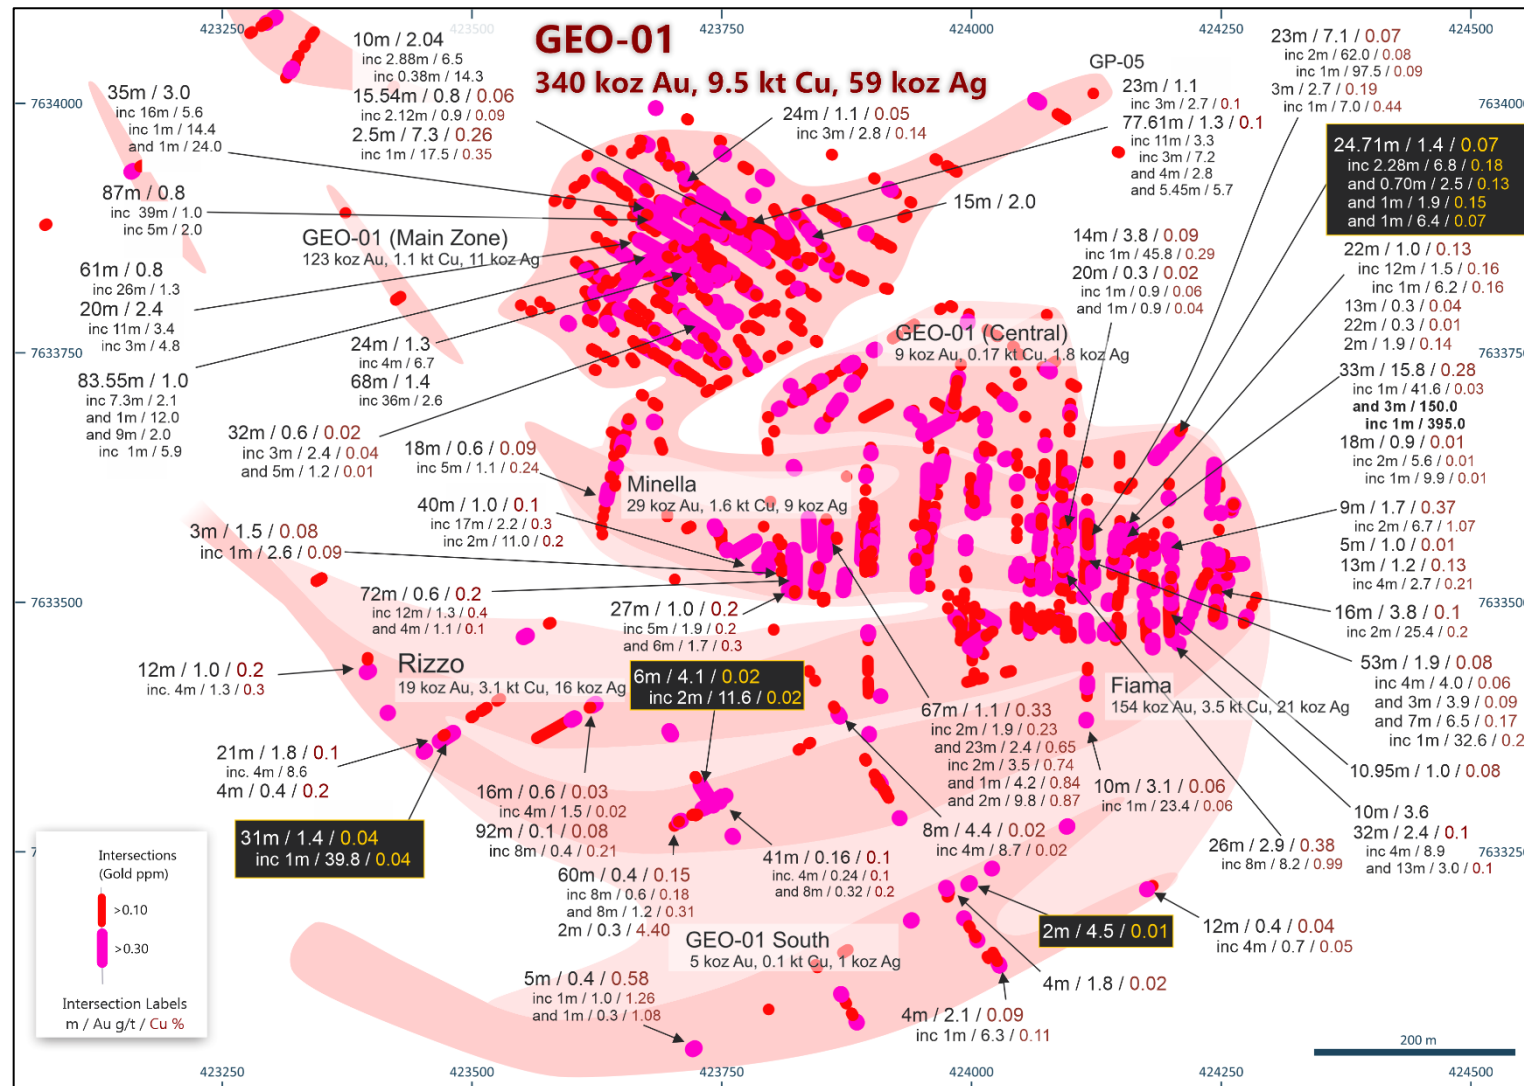 423250
423500
423750
424000
424250
424500
GEO-01
340 koz Au, 9.5 kt Cu, 59 koz Ag
7634000
7634000
7633750
7633750
7633500
7633500
7633250
10m / 2.04
inc 2.88m / 6.5
inc 0.38m / 14.3
15.54m / 0.8 / 0.06
inc 2.12m / 0.9 / 0.09
2.5m / 7.3 / 0.26
inc 1m / 17.5 / 0.35
35m / 3.0
inc 16m / 5.6
inc 1m / 14.4
and 1m / 24.0
87m / 0.8
inc 39m / 1.0
inc 5m / 2.0
GEO-01 (Main Zone)
123 koz Au, 1.1 kt Cu, 11 koz Ag
61m / 0.8
inc 26m / 1.3
20m / 2.4
inc 11m / 3.4
inc 3m / 4.8
83.55m / 1.0
inc 7.3m / 2.1
and 1m / 12.0
and 9m / 2.0
inc 1m / 5.9
24m / 1.3
inc 4m / 6.7
68m / 1.4
inc 36m / 2.6
32m / 0.6 / 0.02
inc 3m / 2.4 / 0.04
and 5m / 1.2 / 0.01
24m / 1.1 / 0.05
inc 3m / 2.8 / 0.14
GP-05
23m / 1.1
inc 3m / 2.7 / 0.1
77.61m / 1.3 / 0.1
inc 11m / 3.3
inc 3m / 7.2
and 4m / 2.8
and 5.45m / 5.7
15m / 2.0
23m / 7.1 / 0.07
inc 2m / 62.0 / 0.08
inc 1m / 97.5 / 0.09
3m / 2.7 / 0.19
inc 1m / 7.0 / 0.44
24.71m / 1.4 / 0.07
inc 2.28m / 6.8 / 0.18
and 0.70m / 2.5 / 0.13
and 1m / 1.9 / 0.15
and 1m / 6.4 / 0.07
14m / 3.8 / 0.09
inc 1m / 45.8 / 0.29
20m / 0.3 / 0.02
inc 1m / 0.9 / 0.06
and 1m / 0.9 / 0.04
22m / 1.0 / 0.13
inc 12m / 1.5 / 0.16
inc 1m / 6.2 / 0.16
13m / 0.3 / 0.04
22m / 0.3 / 0.01
2m / 1.9 / 0.14
GEO-01 (Central)
9 koz Au, 0.17 kt Cu, 1.8 koz Ag
33m / 15.8 / 0.28
inc 1m / 41.6 / 0.03
and 3m / 150.0
inc 1m / 395.0
18m / 0.9 / 0.01
inc 2m / 5.6 / 0.01
inc 1m / 9.9 / 0.01
18m / 0.6 / 0.09
inc 5m / 1.1 / 0.24
Minella
29 koz Au, 1.6 kt Cu, 9 koz Ag
40m / 1.0 / 0.1
inc 17m / 2.2 / 0.3
inc 2m / 11.0 / 0.2
3m / 1.5 / 0.08
inc 1m / 2.6 / 0.09
9m / 1.7 / 0.37
inc 2m / 6.7 / 1.07
5m / 1.0 / 0.01
13m / 1.2 / 0.13
inc 4m / 2.7 / 0.21
72m / 0.6 / 0.2
inc 12m / 1.3 / 0.4
and 4m / 1.1 / 0.1
27m / 1.0 / 0.2
inc 5m / 1.9 / 0.2
and 6m / 1.7 / 0.3
16m / 3.8 / 0.1
inc 2m / 25.4 / 0.2
12m / 1.0 / 0.2
inc. 4m / 1.3 / 0.3
Rizzo
19 koz Au, 3.1 kt Cu, 16 koz Ag
6m / 4.1 / 0.02
inc 2m / 11.6 / 0.02
Fiama
154 koz Au, 3.5 kt Cu, 21 koz Ag
53m / 1.9 / 0.08
inc 4m / 4.0 / 0.06
and 3m / 3.9 / 0.09
and 7m / 6.5 / 0.17
inc 1m / 32.6 / 0.2
67m / 1.1 / 0.33
inc 2m / 1.9 / 0.23
and 23m / 2.4 / 0.65
inc 2m / 3.5 / 0.74
and 1m / 4.2 / 0.84
and 2m / 9.8 / 0.87
21m / 1.8 / 0.1
inc. 4m / 8.6
4m / 0.4 / 0.2
16m / 0.6 / 0.03
inc 4m / 1.5 / 0.02
92m / 0.1 / 0.08
inc 8m / 0.4 / 0.21
10m / 3.1 / 0.06
inc 1m / 23.4 / 0.06
10.95m / 1.0 / 0.08
10m / 3.6
32m / 2.4 / 0.1
inc 4m / 8.9
and 13m / 3.0 / 0.1
31m / 1.4 / 0.04
inc 1m / 39.8 / 0.04
8m / 4.4 / 0.02
inc 4m / 8.7 / 0.02
26m / 2.9 / 0.38
inc 8m / 8.2 / 0.99
41m / 0.16 / 0.1
inc. 4m / 0.24 / 0.1
and 8m / 0.32 / 0.2
60m / 0.4 / 0.15
inc 8m / 0.6 / 0.18
and 8m / 1.2 / 0.31
2m / 0.3 / 4.40
GEO-01 South
5 koz Au, 0.1 kt Cu, 1 koz Ag
2m / 4.5 / 0.01
12m / 0.4 / 0.04
inc 4m / 0.7 / 0.05
4m / 1.8 / 0.02
5m / 0.4 / 0.58
inc 1m / 1.0 / 1.26
and 1m / 0.3 / 1.08
4m / 2.1 / 0.09
inc 1m / 6.3 / 0.11
Intersections
(Gold ppm)
>0.10
>0.30
Intersection Labels
m / Au g/t / Cu %
200 m
423250
423500
423750
424000
424250
424500